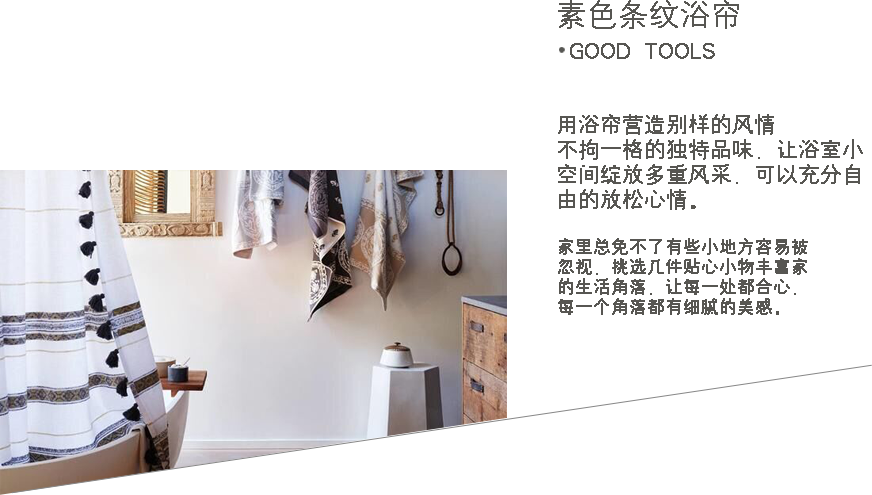 素色条纹浴帘
•GOOD TOOLS
用浴帘营造别样的风情
不拘一格的独特品味，让浴室小
空间绽放多重风采，可以充分自
由的放松心情。
家里总免不了有些小地方容易被
忽视，挑选几件贴心小物丰富家
的生活角落，让每一处都合心，
每一个角落都有细腻的美感。